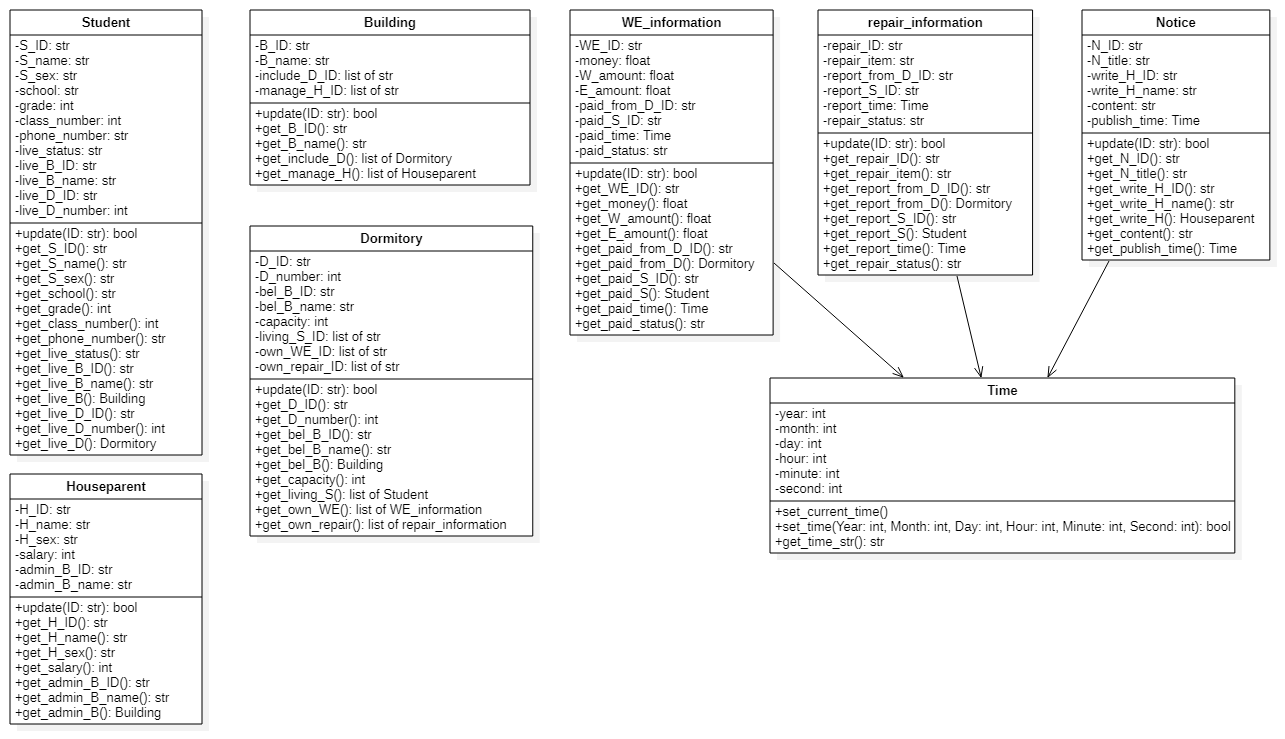 Student
-S_ID: str
-S_name: str
-S_sex: str
-school: str
-grade: int
-class_number: int
-phone_number: str
-live_status: str
-live_B_ID: str
-live_B_name: str
-live_D_ID: str
-live_D_number: int
+update(ID: str): bool
+get_S_ID(): str
+get_S_name(): str
+get_S_sex(): str
+get_school(): str
+get_grade(): int
+get_class_number(): int
+get_phone_number(): str
+get_live_status(): str
+get_live_B_ID(): str
+get_live_B_name(): str
+get_live_B(): Building
+get_live_D_ID(): str
+get_live_D_number(): int
+get_live_D(): Dormitory
Houseparent
-H_ID: str
-H_name: str
-H_sex: str
-salary: int
-admin_B_ID: str
-admin_B_name: str
+update(ID: str): bool
+get_H_ID(): str
+get_H_name(): str
+get_H_sex(): str
+get_salary(): int
+get_admin_B_ID(): str
+get_admin_B_name(): str
+get_admin_B(): Building
Building
-B_ID: str
-B_name: str
-include_D_ID: list of str
-manage_H_ID: list of str
+update(ID: str): bool
+get_B_ID(): str
+get_B_name(): str
+get_include_D(): list of Dormitory
+get_manage_H(): list of Houseparent
Dormitory
-D_ID: str
-D_number: int
-bel_B_ID: str
-bel_B_name: str
-capacity: int
-living_S_ID: list of str
-own_WE_ID: list of str
-own_repair_ID: list of str
+update(ID: str): bool
+get_D_ID(): str
+get_D_number(): int
+get_bel_B_ID(): str
+get_bel_B_name(): str
+get_bel_B(): Building
+get_capacity(): int
+get_living_S(): list of Student
+get_own_WE(): list of WE_information
+get_own_repair(): list of repair_information
WE_information
-WE_ID: str
-money: float
-W_amount: float
-E_amount: float
-paid_from_D_ID: str
-paid_S_ID: str
-paid_time: Time
-paid_status: str
+update(ID: str): bool
+get_WE_ID(): str
+get_money(): float
+get_W_amount(): float
+get_E_amount(): float
+get_paid_from_D_ID(): str
+get_paid_from_D(): Dormitory
+get_paid_S_ID(): str
+get_paid_S(): Student
+get_paid_time(): Time
+get_paid_status(): str
repair_information
-repair_ID: str
-repair_item: str
-report_from_D_ID: str
-report_S_ID: str
-report_time: Time
-repair_status: str
+update(ID: str): bool
+get_repair_ID(): str
+get_repair_item(): str
+get_report_from_D_ID(): str
+get_report_from_D(): Dormitory
+get_report_S_ID(): str
+get_report_S(): Student
+get_report_time(): Time
+get_repair_status(): str
Notice
-N_ID: str
-N_title: str
-write_H_ID: str
-write_H_name: str
-content: str
-publish_time: Time
+update(ID: str): bool
+get_N_ID(): str
+get_N_title(): str
+get_write_H_ID(): str
+get_write_H_name(): str
+get_write_H(): Houseparent
+get_content(): str
+get_publish_time(): Time
Time
-year: int
-month: int
-day: int
-hour: int
-minute: int
-second: int
+set_current_time()
+set_time(Year: int, Month: int, Day: int, Hour: int, Minute: int, Second: int): bool
+get_time_str(): str